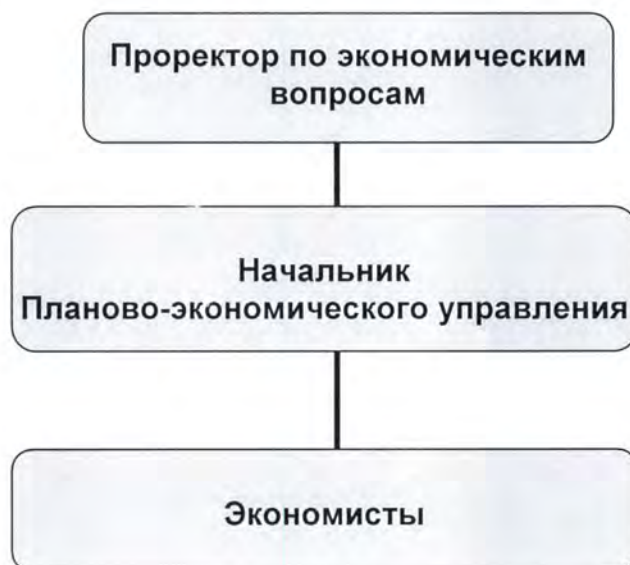 Проректор по экономическим
вопросам
Начальник
Планово-экономического управления
Экономисты